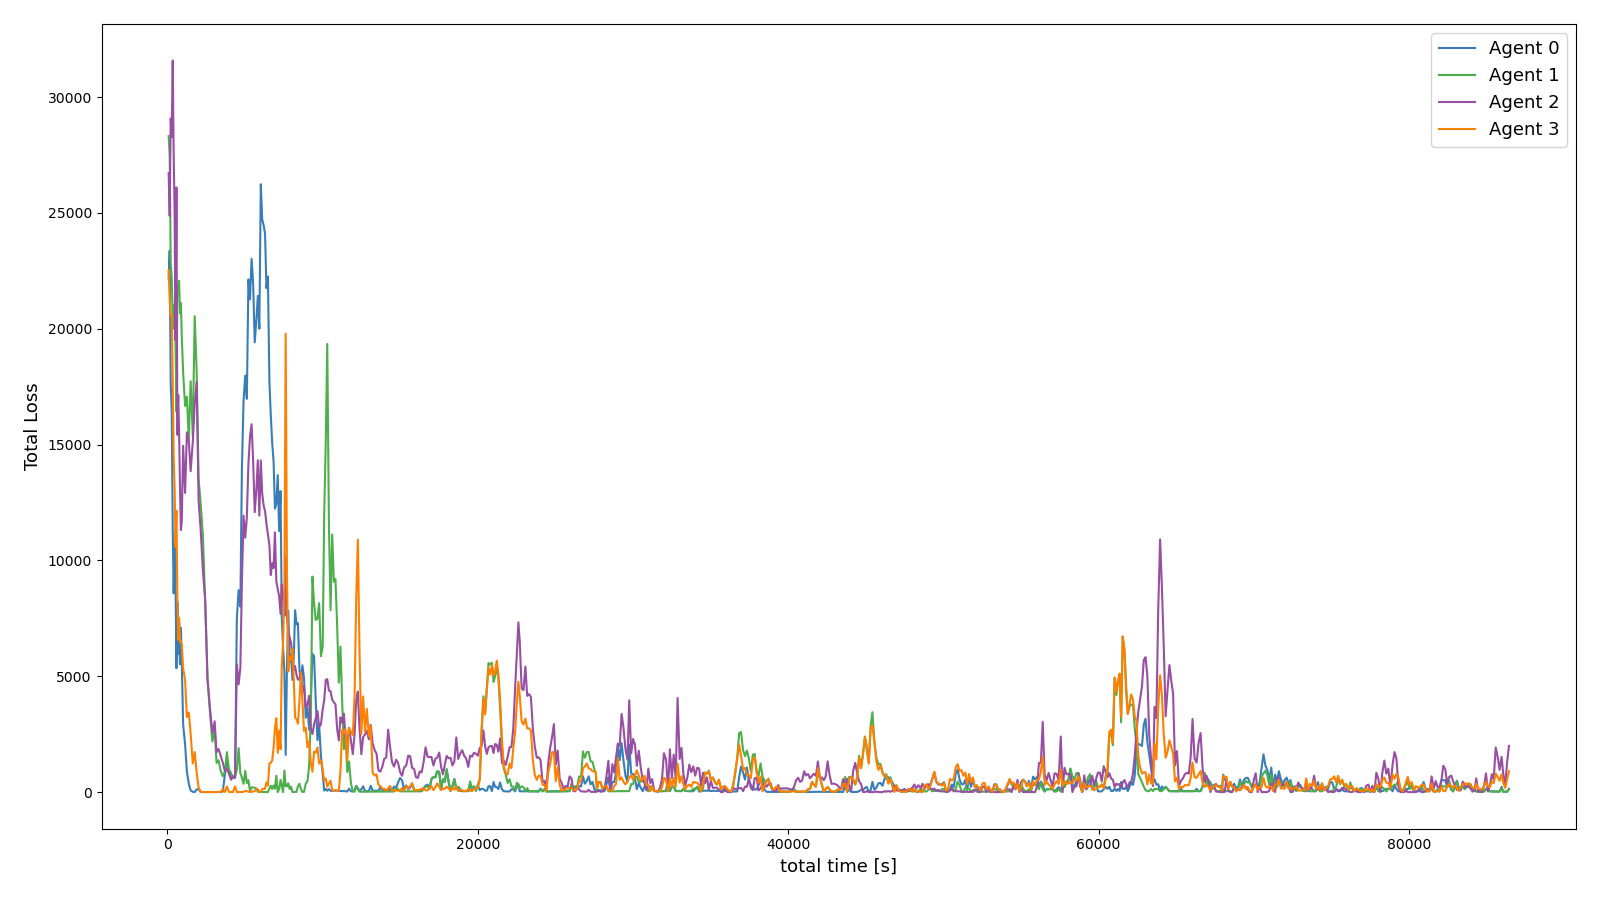 Agent 0
Agent 1
Agent 2
Agent 3
30000
25000
20000
15000
10000
5000
0
Total Loss
0 20000 40000 60000 80000
total time [s]